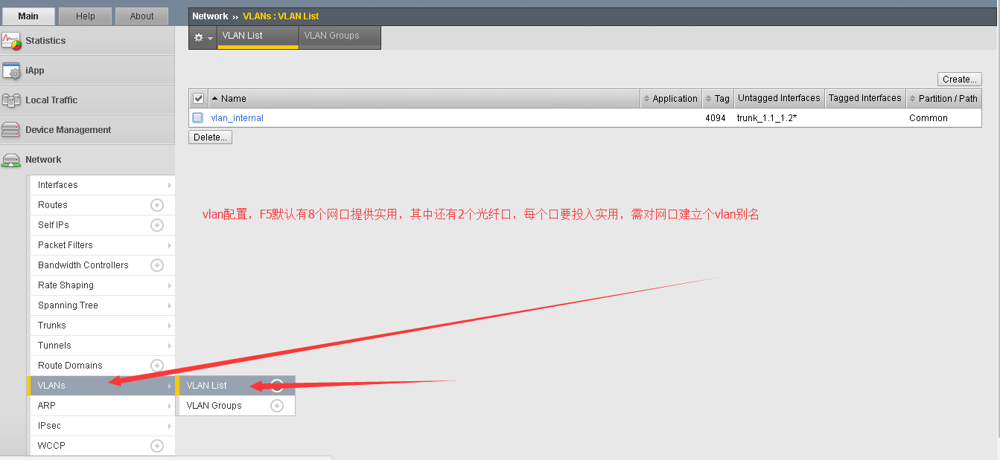 Main Help About
Network ›› VLANs : VLAN List
VLAN List VLAN Groups
Statistics
iApp
Local Traffic
Device Management
Network
Interfaces
Routes
Self IPs
Packet Filters
Bandwidth Controllers
Rate Shaping
Spanning Tree
Trunks
Tunnels
Route Domains
VLANs
ARP
IPsec
WCCP
VLAN List
VLAN Groups
Create...
Name Application Tag Untagged Interfaces Tagged Interfaces Partition / Path
vlan_internal 4094 trunk_1.1_1.2* Common
Delete...
vlan配置，F5默认有8个网口提供实用，其中还有2个光纤口，每个口要投入实用，需对网口建立个vlan别名